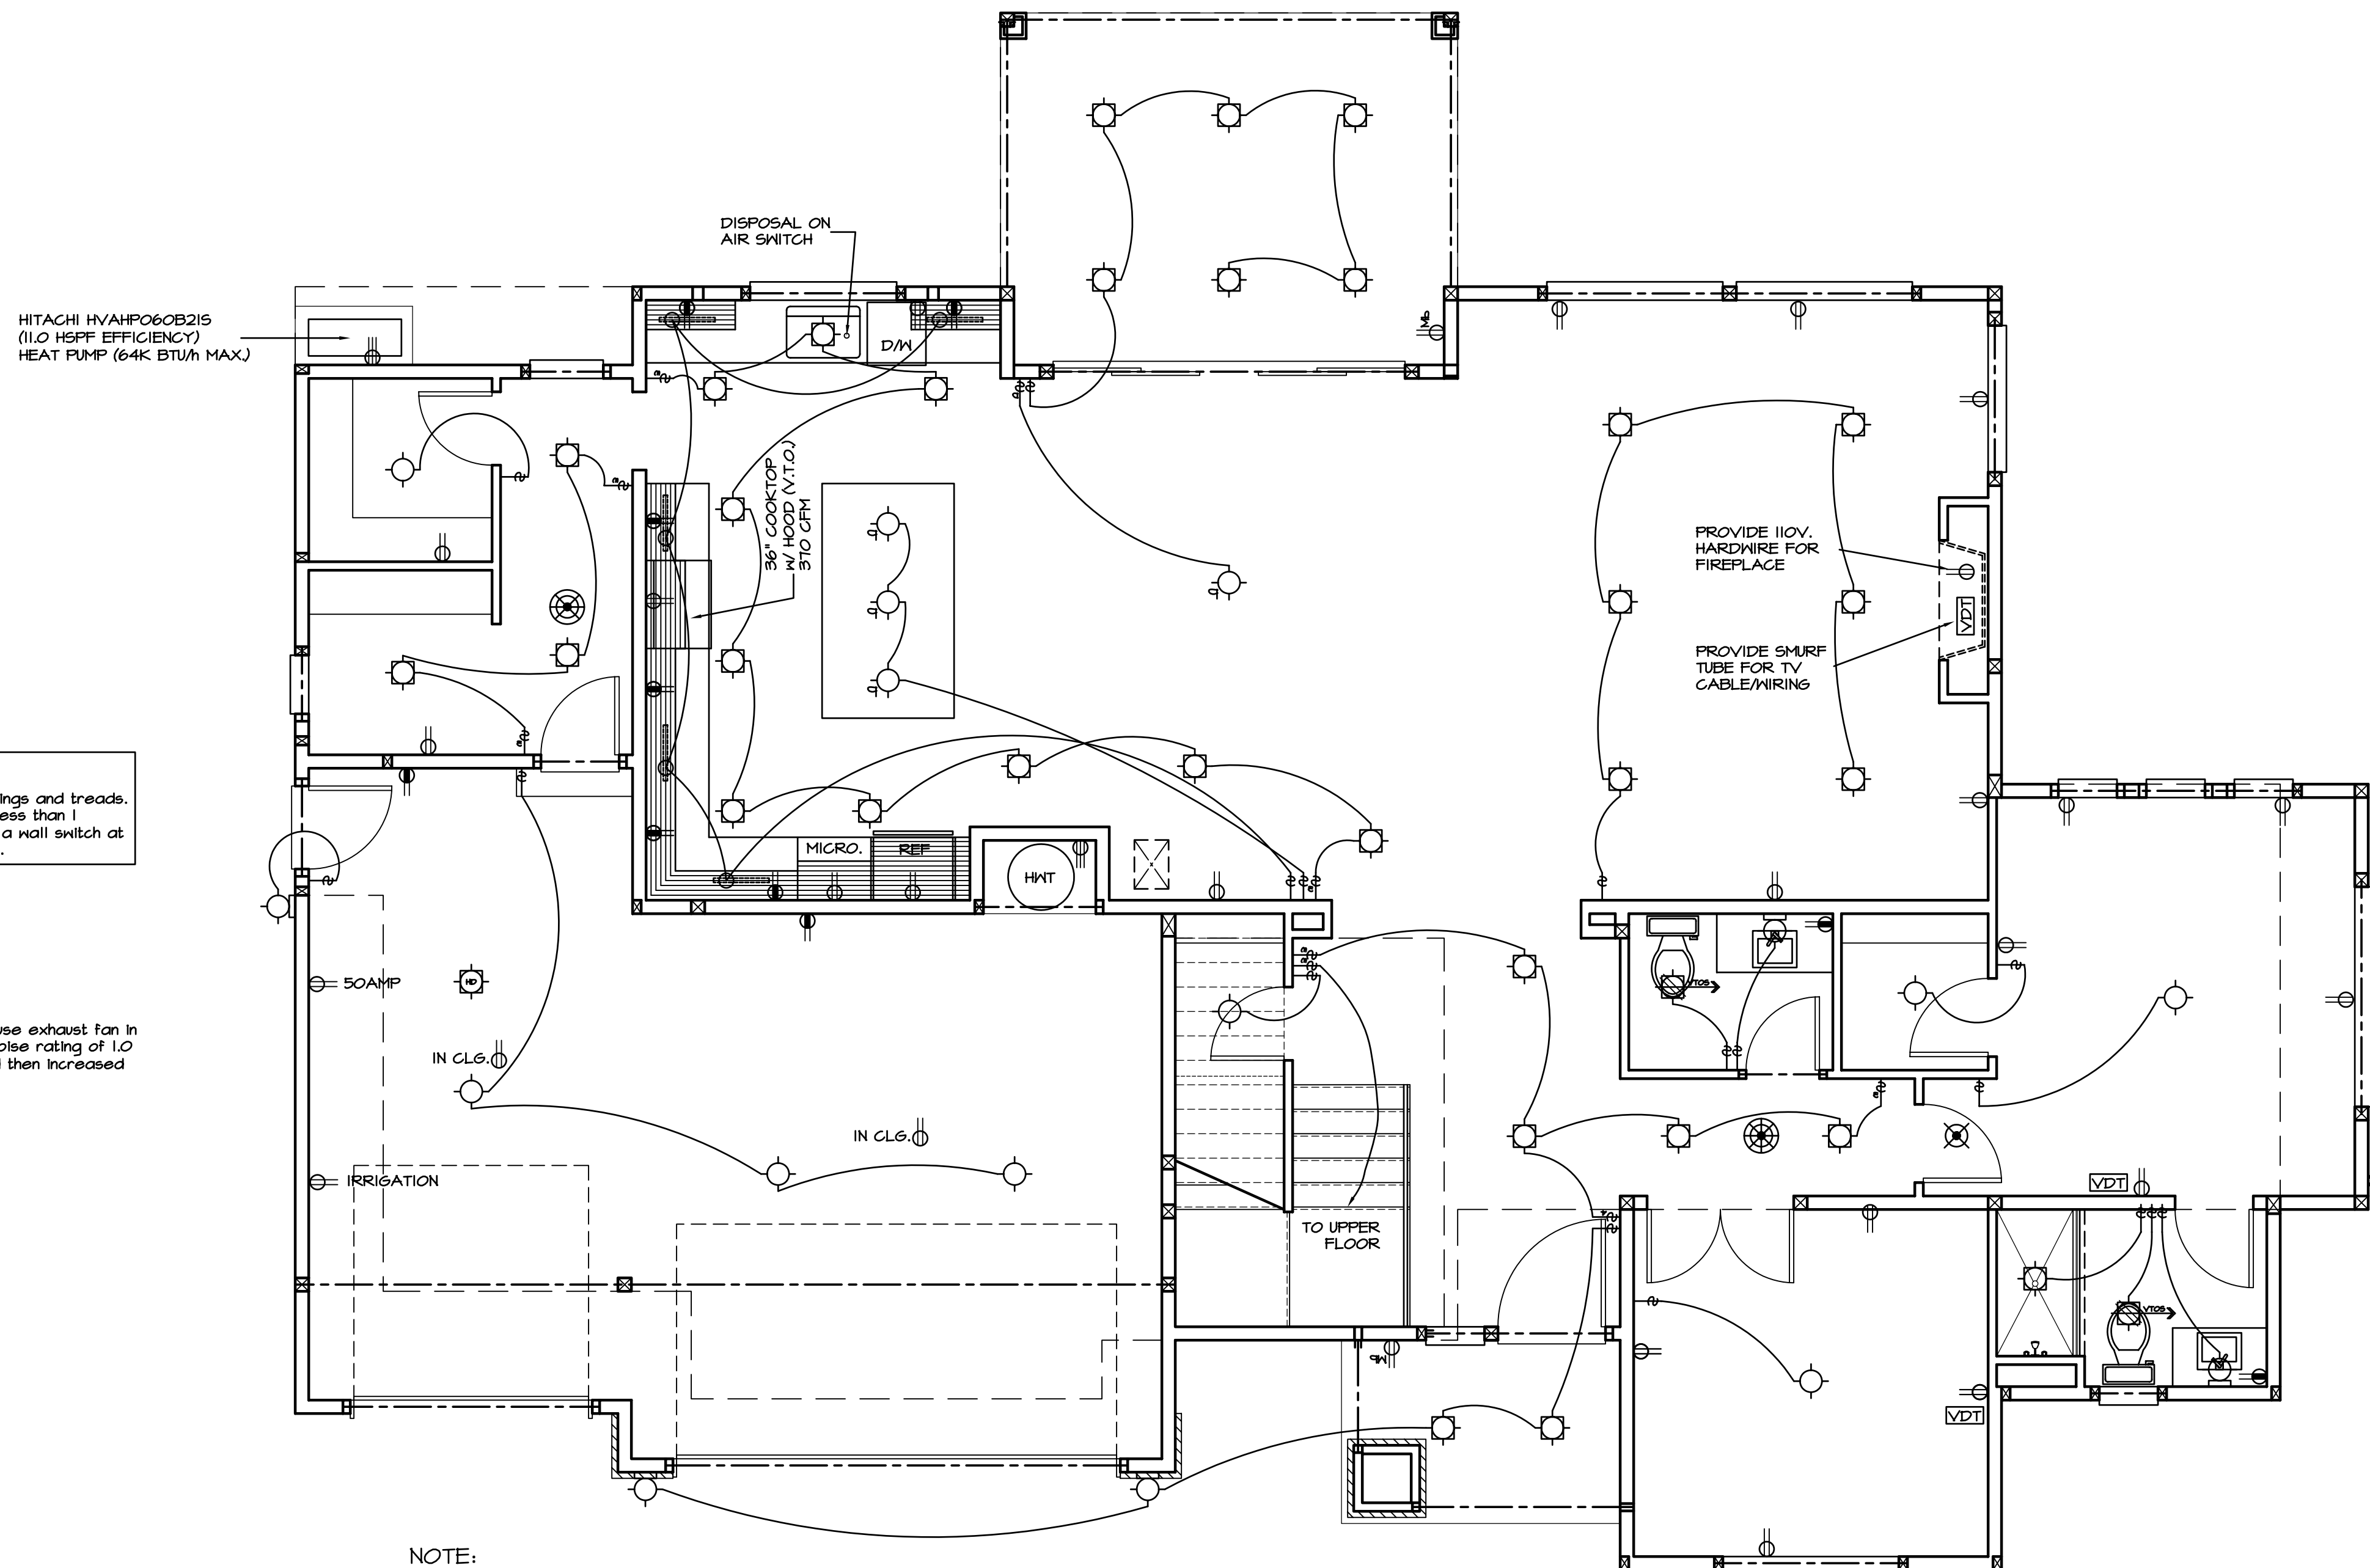 DISPOSAL ON
AIR SWITCH
HITACHI HVAHP060B21S
(11.0 HSPF EFFICIENCY)
HEAT PUMP (64K BTU/h MAX.)
D/W
36" COOKTOP
W/ HOOD (V.T.O.)
370 CFM
PROVIDE 110V.
HARDWIRE FOR
FIREPLACE
VDT
PROVIDE SMURF
TUBE FOR TV
CABLE/WIRING
ings and treads.
ess than 1
a wall switch at
.
MICRO.
REF
HWT
50AMP
HD
VTOS
use exhaust fan in
oise rating of 1.0
then increased
IN CLG.
IN CLG.
IRRIGATION
VDT
TO UPPER
FLOOR
VTOS
VDT
NOTE: